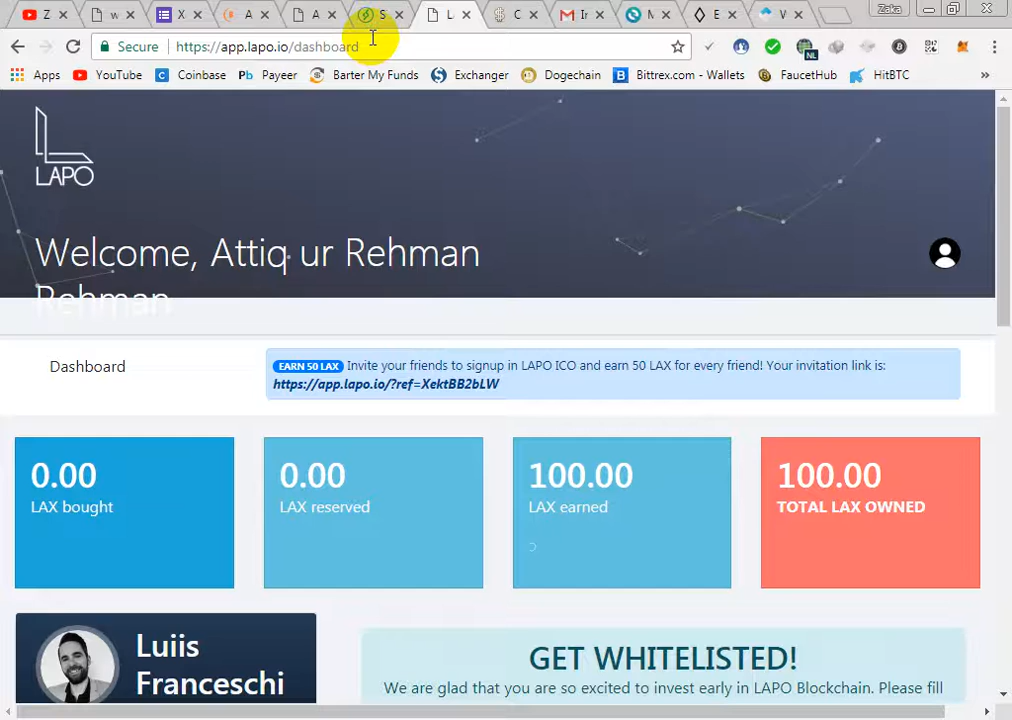 Z
w
X
A
A
S
L
C
Ir
N
E
V
Zaka
Secure
https://app.lapo.io/dashboard
NL
Apps
YouTube
Coinbase
Payeer
Barter My Funds
Exchanger
Dogechain
Bittrex.com - Wallets
FaucetHub
HitBTC
»
LAPO
Welcome, Attiq ur Rehman
Rehman
Dashboard
EARN 50 LAX Invite your friends to signup in LAPO ICO and earn 50 LAX for every friend! Your invitation link is:
https://app.lapo.io/?ref=XektBB2bLW
0.00
LAX bought
0.00
LAX reserved
100.00
LAX earned
100.00
TOTAL LAX OWNED
Luiis
Franceschi
GET WHITELISTED!
We are glad that you are so excited to invest early in LAPO Blockchain. Please fill